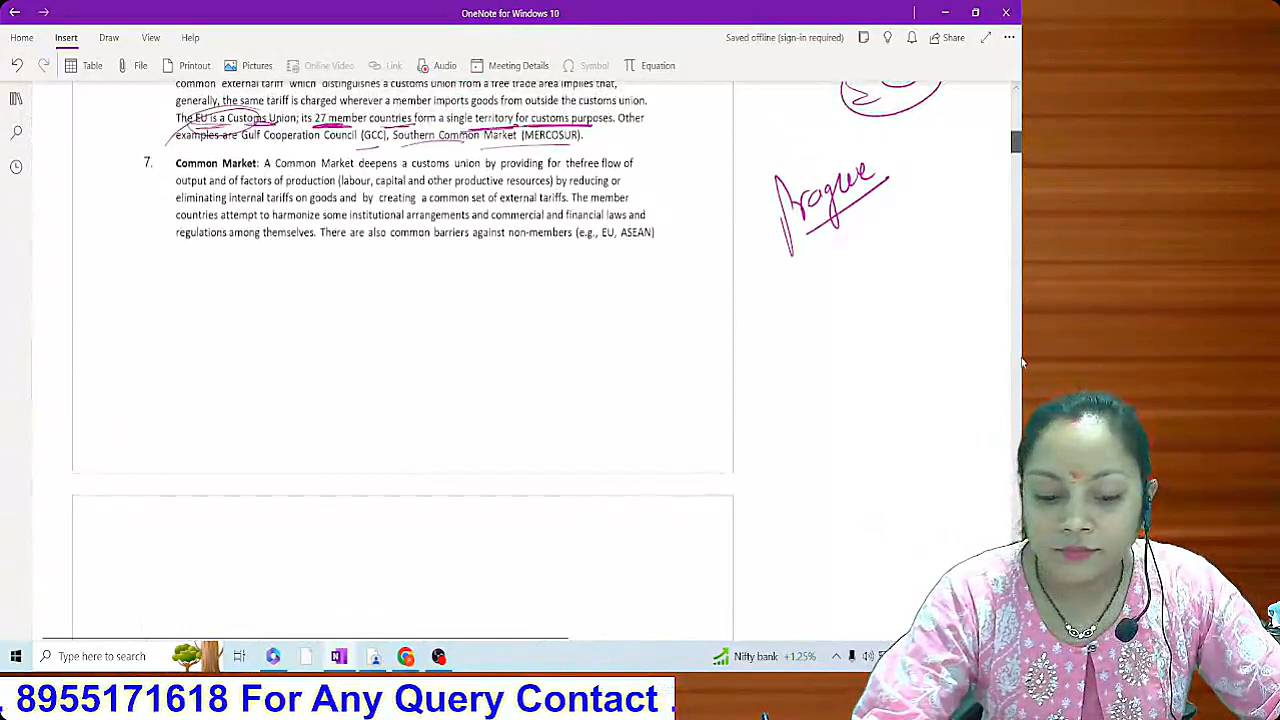 OneNote for Windows 10
Home Insert Draw View Help
Saved offline (sign-in required) Share
Table File Printout Pictures Online Video Link Audio Meeting Details Symbol Equation
common external tariff which distinguishes a customs union from a free trade area implies that,
generally, the same tariff is charged wherever a member imports goods from outside the customs union.
The EU is a Customs Union; its 27 member countries form a single territory for customs purposes. Other
examples are Gulf Cooperation Council (GCC), Southern Common Market (MERCOSUR).
7. Common Market: A Common Market deepens a customs union by providing for thefree flow of
output and of factors of production (labour, capital and other productive resources) by reducing or
eliminating internal tariffs on goods and by creating a common set of external tariffs. The member
countries attempt to harmonize some institutional arrangements and commercial and financial laws and
regulations among themselves. There are also common barriers against non-members (e.g., EU, ASEAN)
Prague
Type here to search
Nifty bank +1.25%
. 8955171618 For Any Query Contact .